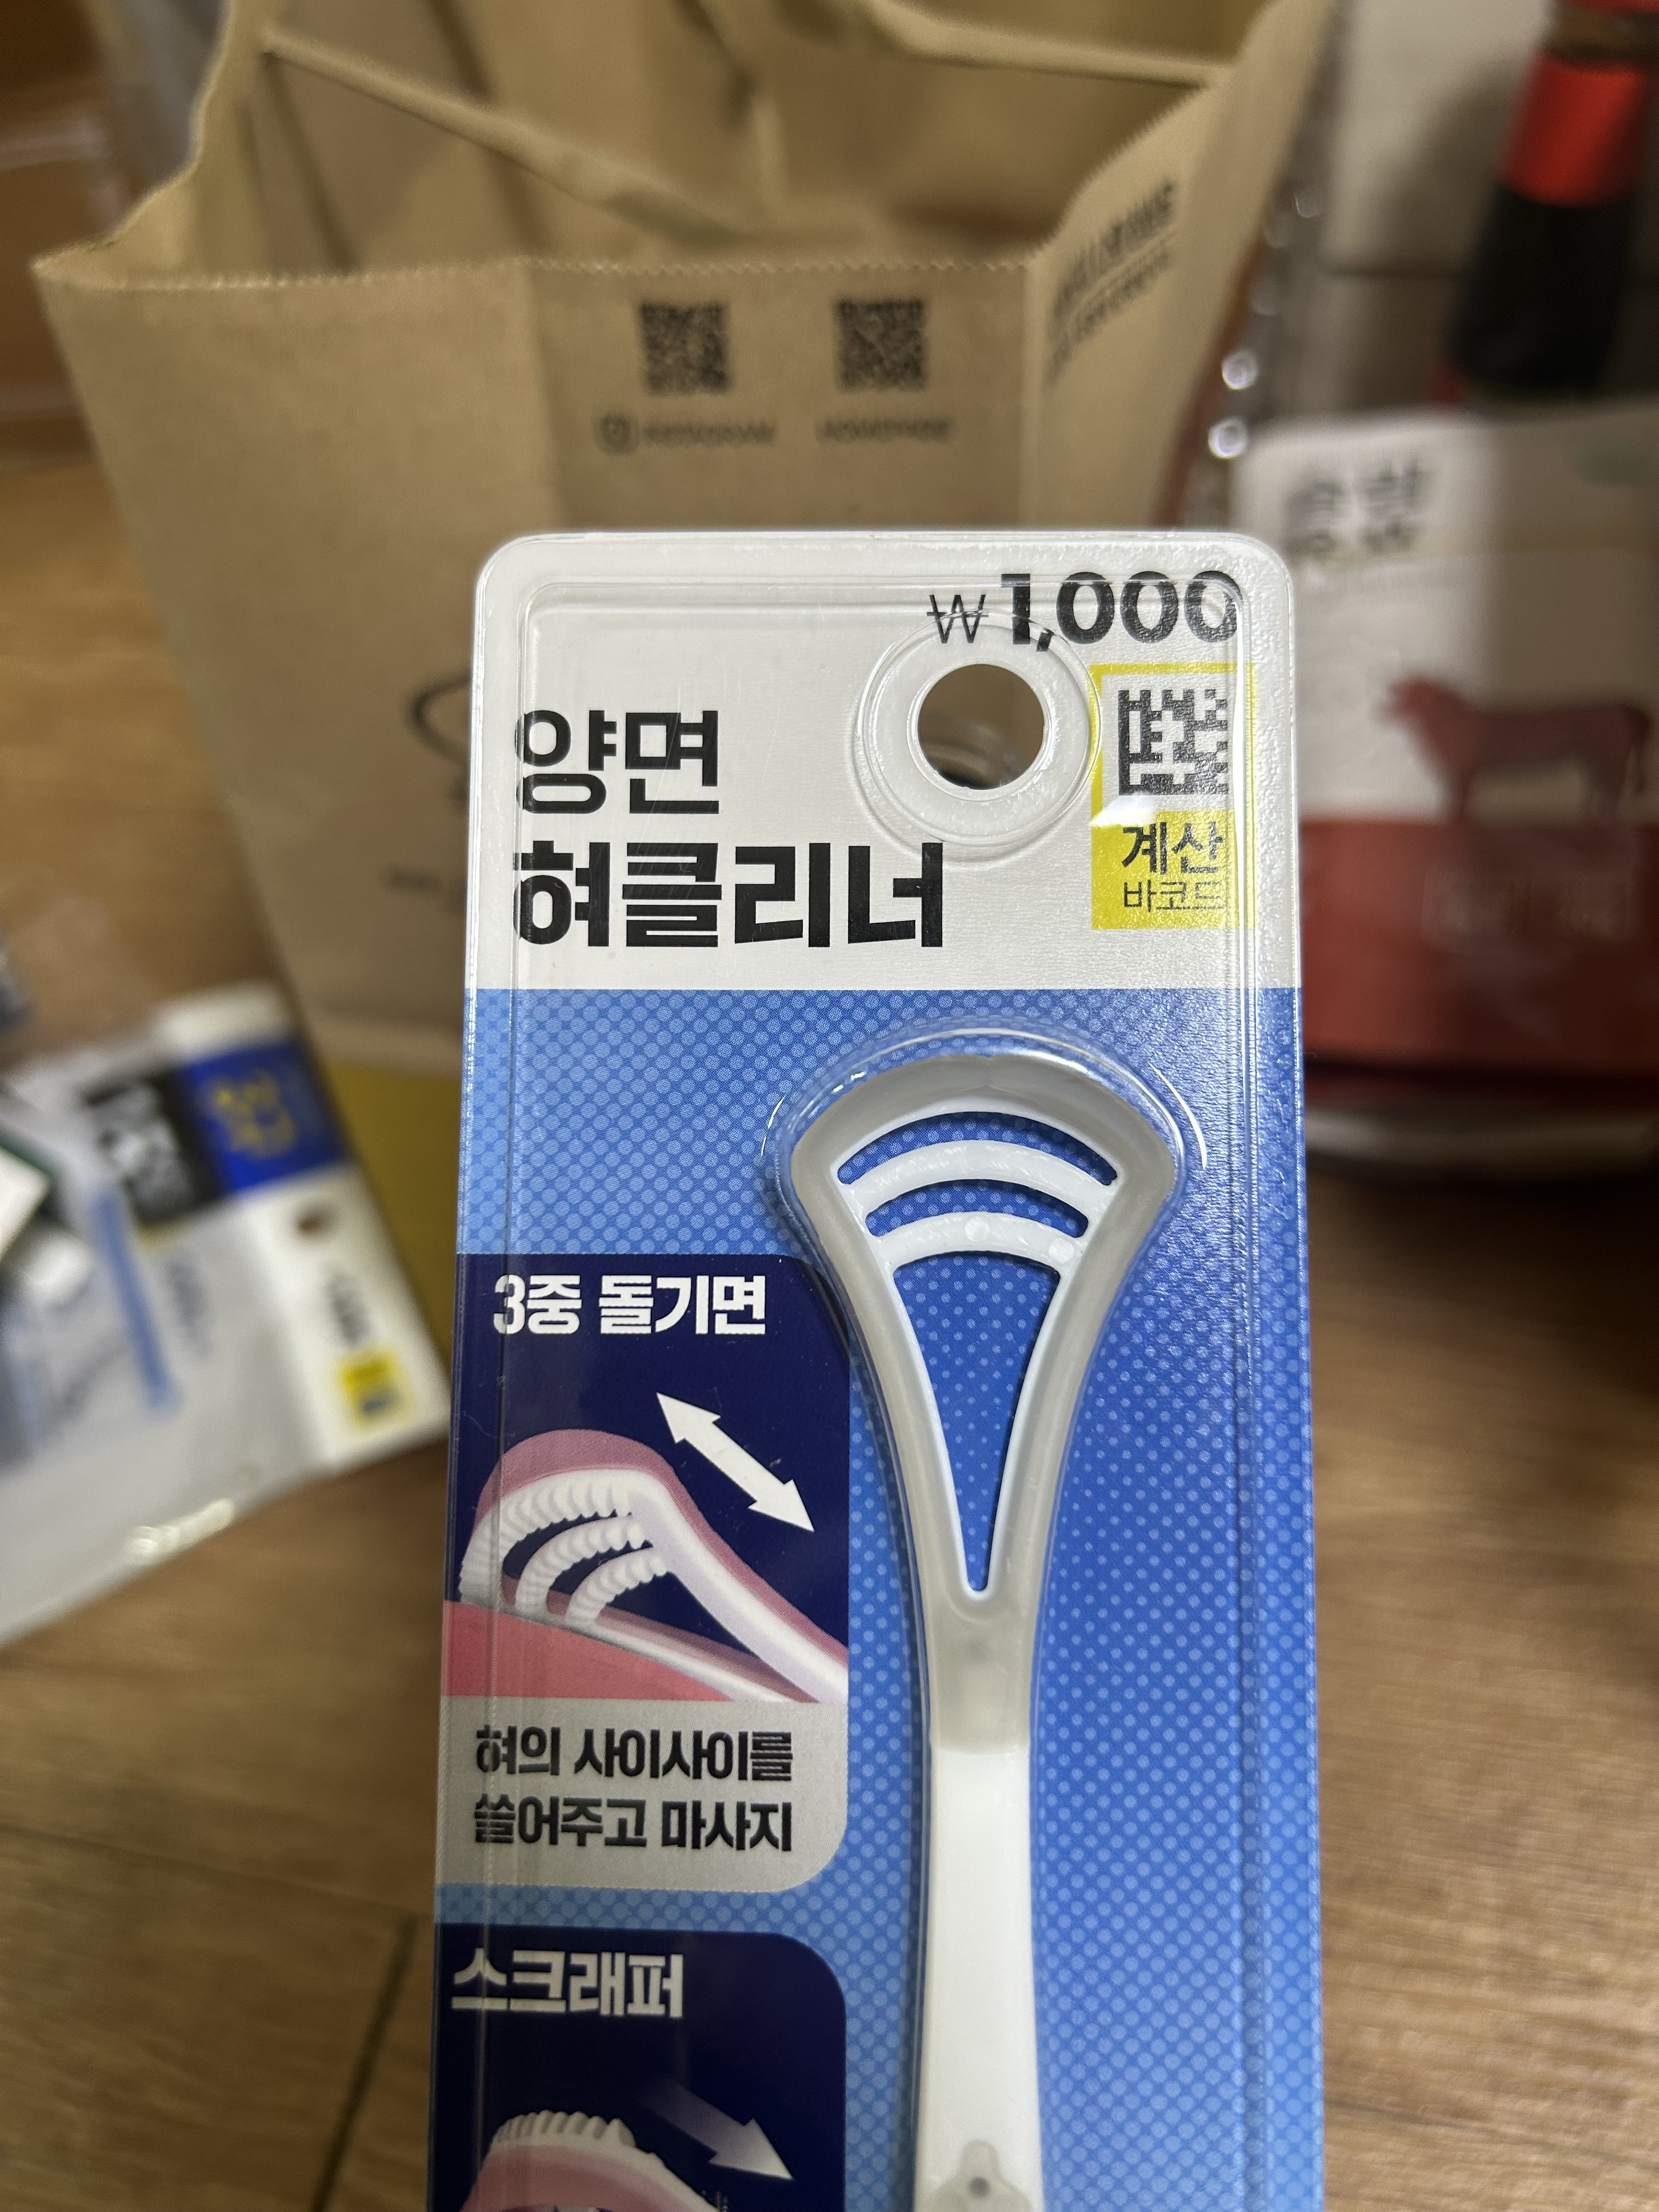 ₩1,000
양면
혀클리너
계산
바코드
3중 돌기면
혀의 사이사이를
쓸어주고 마사지
스크래퍼